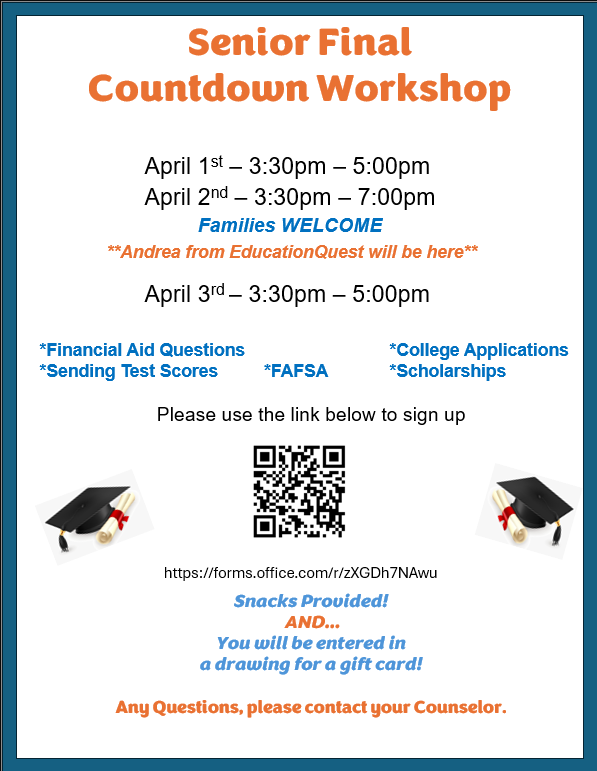 Senior Final
Countdown Workshop
April 1st – 3:30pm – 5:00pm
April 2nd – 3:30pm – 7:00pm
Families WELCOME
**Andrea from EducationQuest will be here**
April 3rd – 3:30pm – 5:00pm
*Financial Aid Questions *College Applications
*Sending Test Scores *FAFSA *Scholarships
Please use the link below to sign up
https://forms.office.com/r/zXGDh7NAwu
Snacks Provided!
AND...
You will be entered in
a drawing for a gift card!
Any Questions, please contact your Counselor.